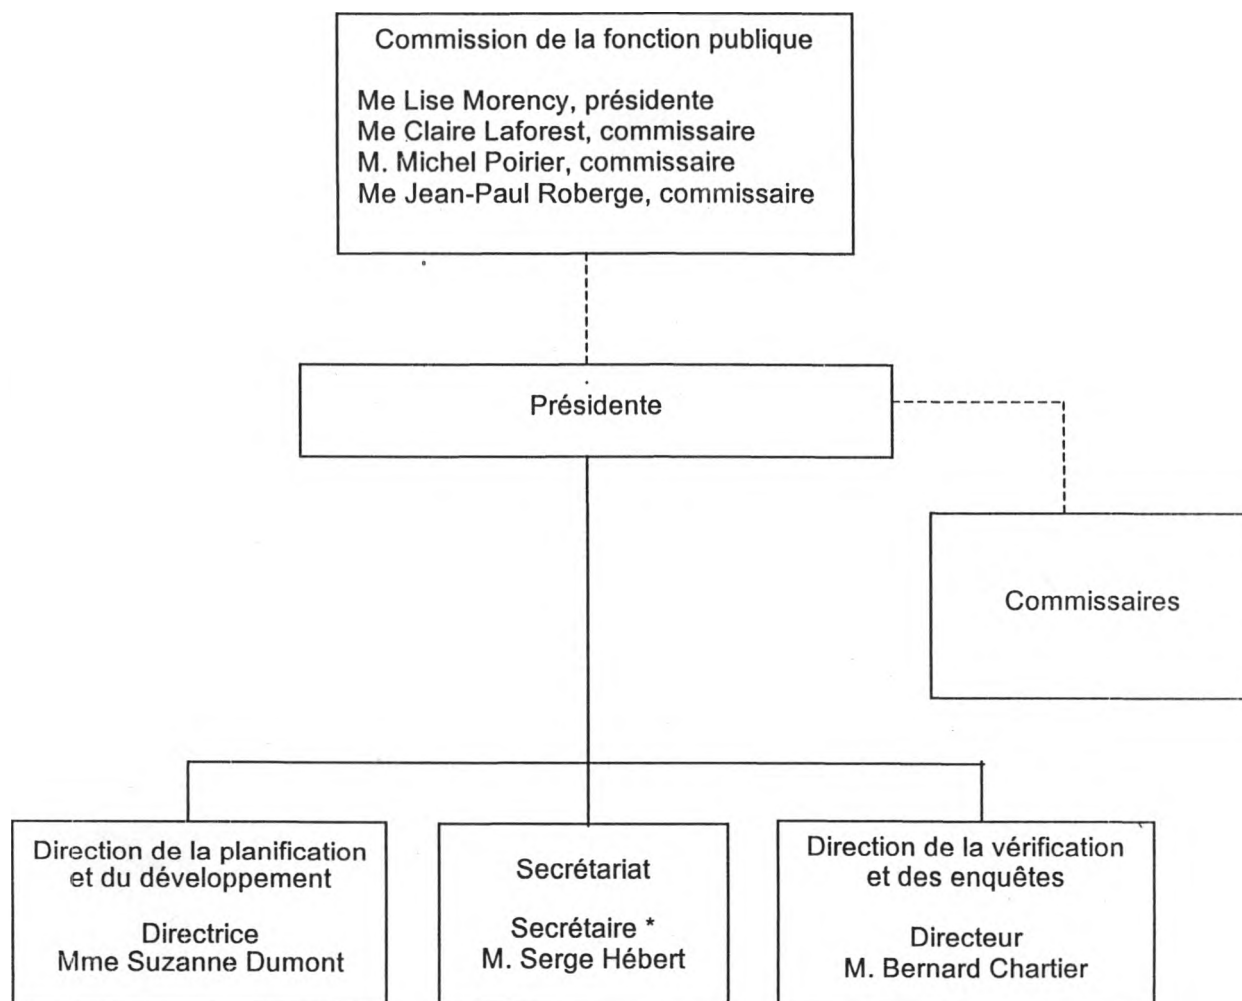 Commission de la fonction publique
Me Lise Morency, présidente
Me Claire Laforest, commissaire
M. Michel Poirier, commissaire
Me Jean-Paul Roberge, commissaire
Présidente
Commissaires
Direction de la planification
et du développement
Directrice
Mme Suzanne Dumont
Secrétariat
Secrétaire *
M. Serge Hébert
Direction de la vérification
et des enquêtes
Directeur
M. Bernard Chartier